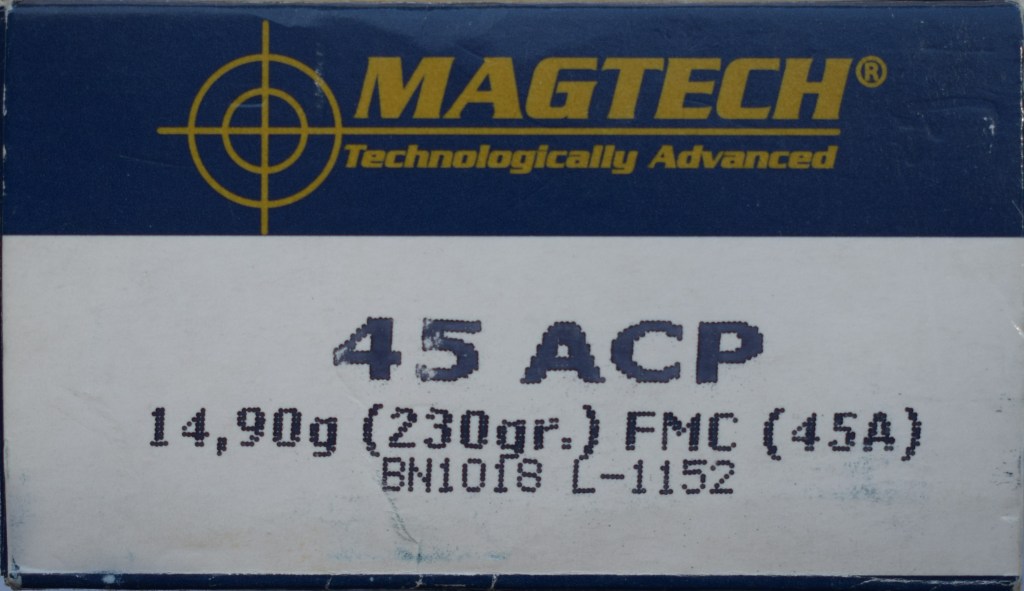 MAGTECH®
Technologically Advanced
45 ACP
14,90g (230gr.) FMC (45A)
BN1018 L-1152